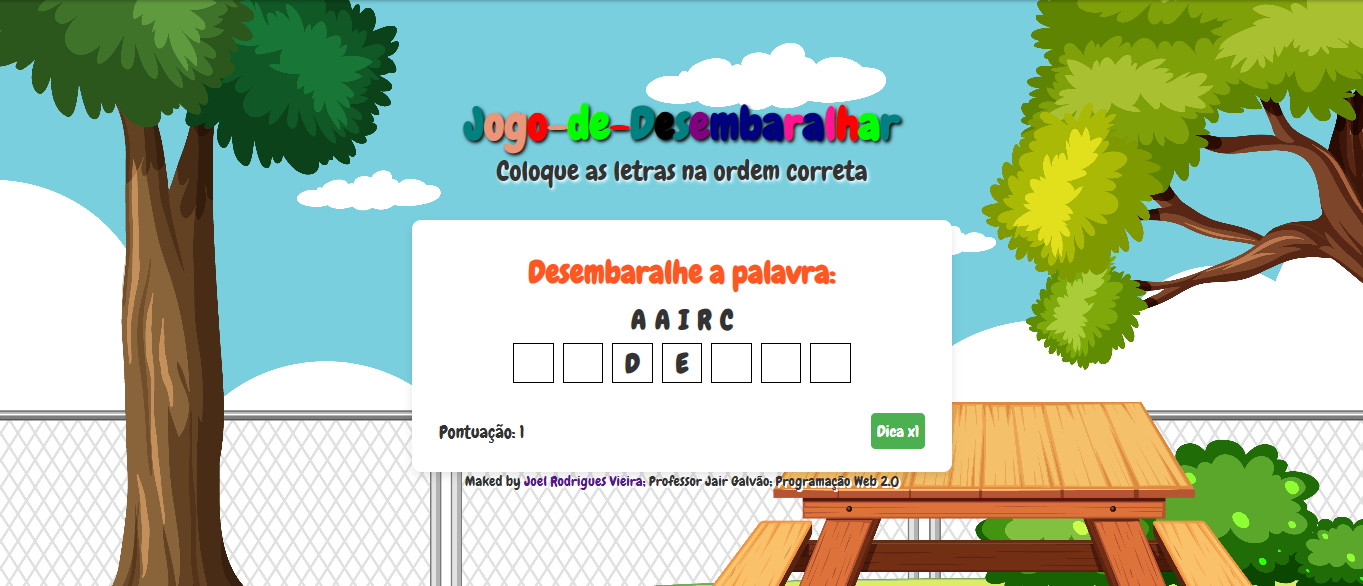 Jogo-de-Desembaralhar
Coloque as letras na ordem correta
Desembaralhe a palavra:
A A I R C
D E
Pontuação: 1
Dica x1
Maked by Joel Rodrigues Vieira; Professor Jair Galvão; Programação Web 2.0